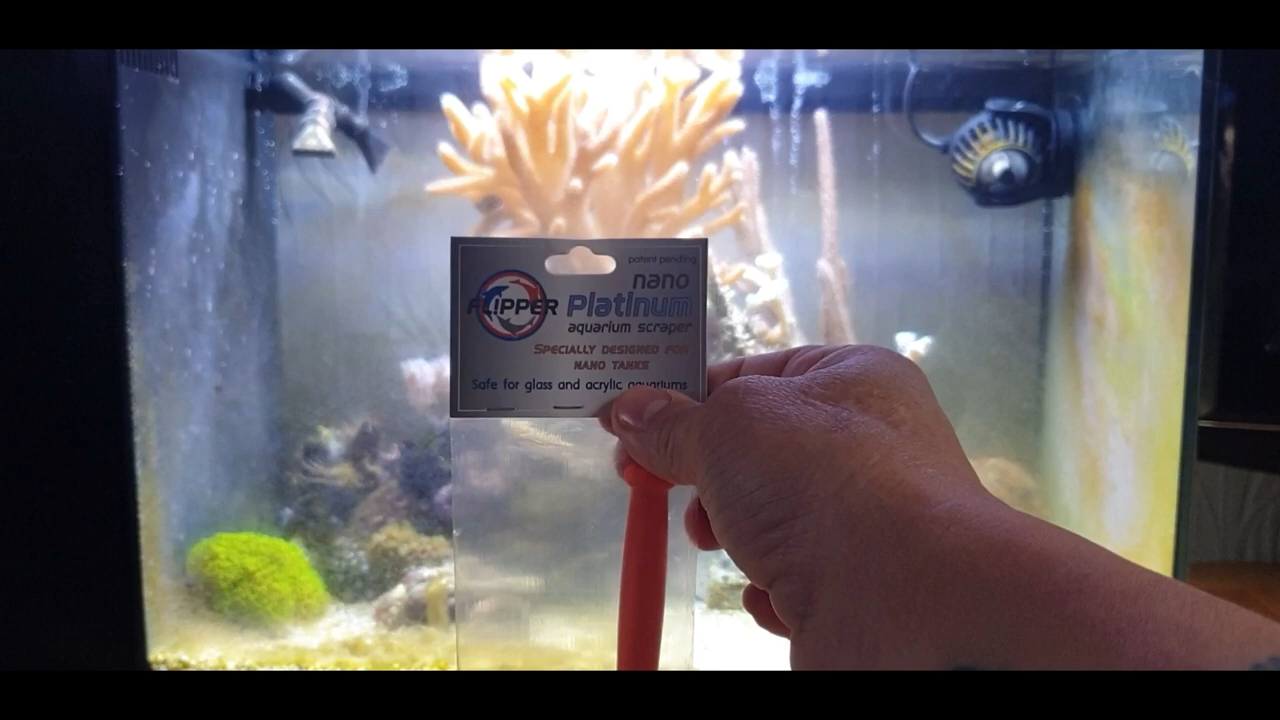 patent pending
nano
FLIPPER Platinum
aquarium scraper
SPECIALLY DESIGNED FOR
NANO TANKS
Safe for glass and acrylic aquariums